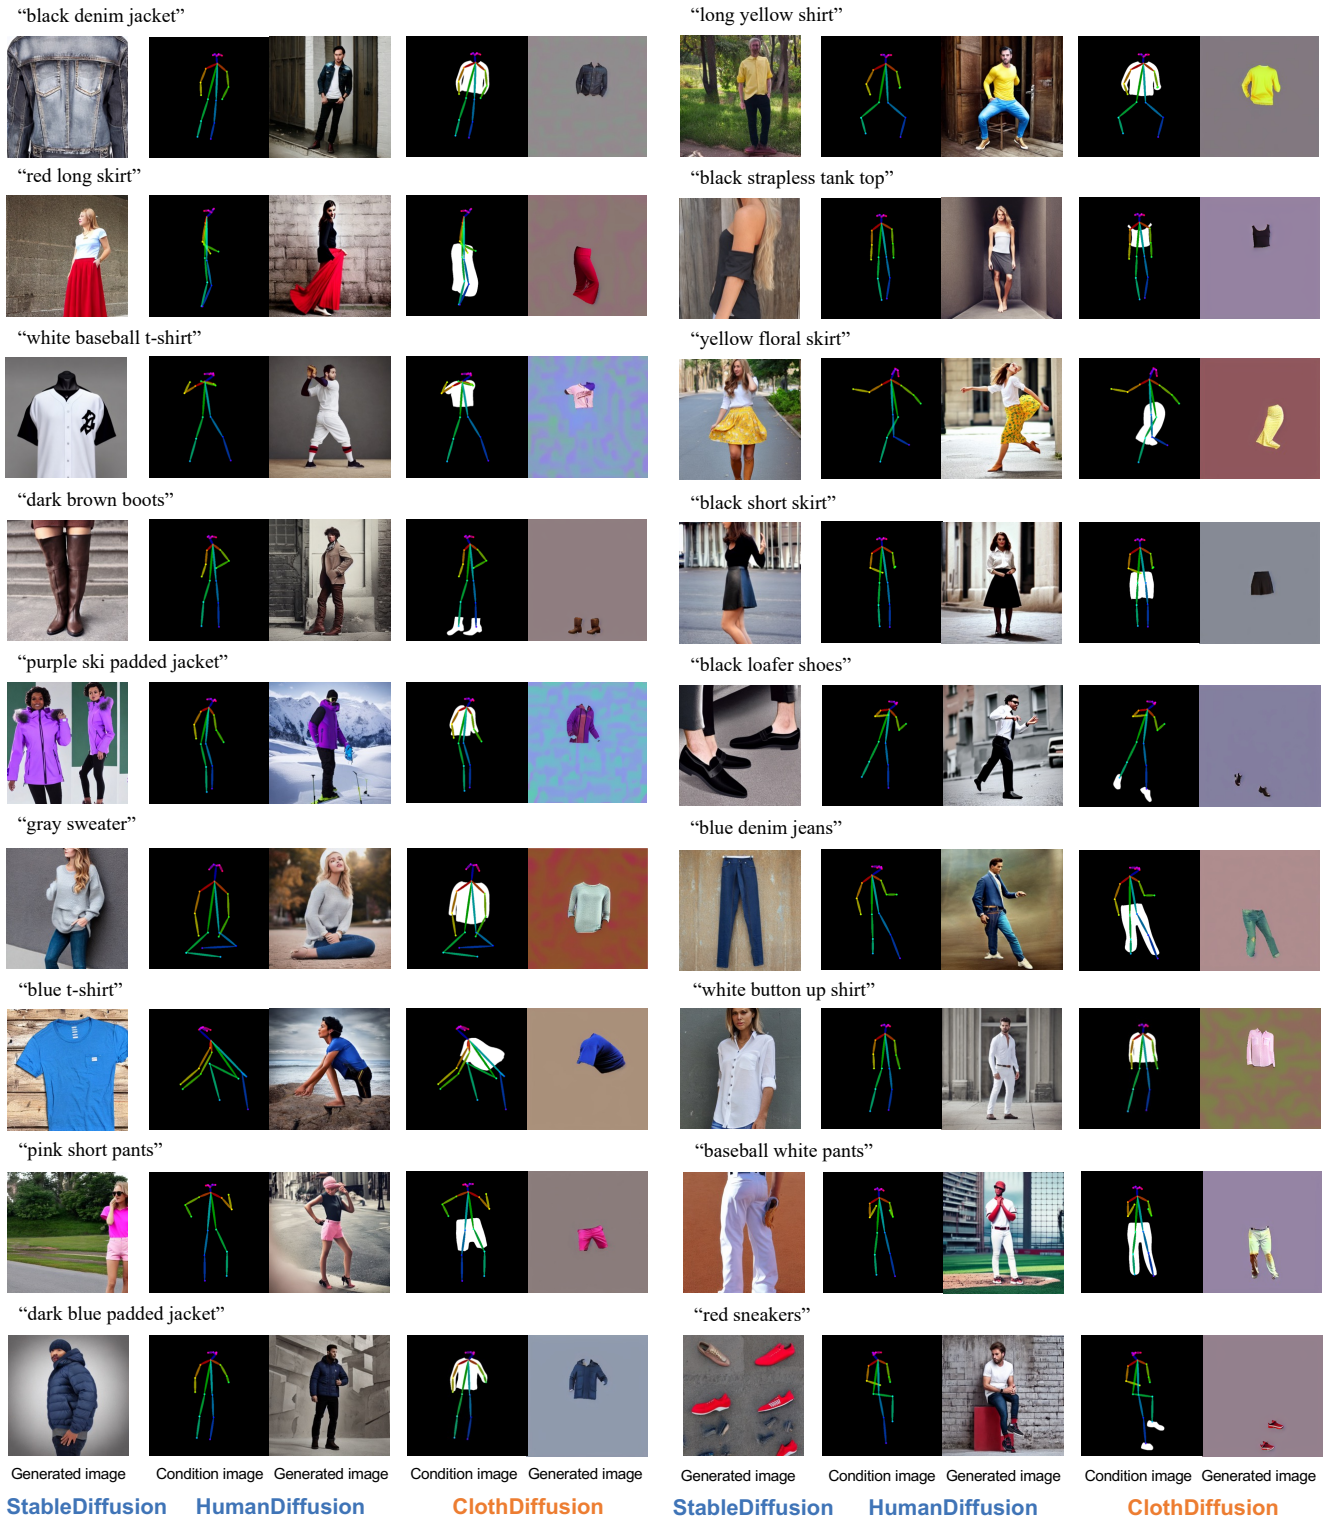 “black denim jacket”
“long yellow shirt”
“red long skirt”
“black strapless tank top”
“white baseball t-shirt”
“yellow floral skirt”
“dark brown boots”
“black short skirt”
“purple ski padded jacket”
“black loafer shoes”
“gray sweater”
“blue denim jeans”
“blue t-shirt”
“white button up shirt”
“pink short pants”
“baseball white pants”
“dark blue padded jacket”
“red sneakers”
Generated image Condition image Generated image Condition image Generated image Generated image Condition image Generated image Condition image Generated image
StableDiffusion HumanDiffusion ClothDiffusion StableDiffusion HumanDiffusion ClothDiffusion